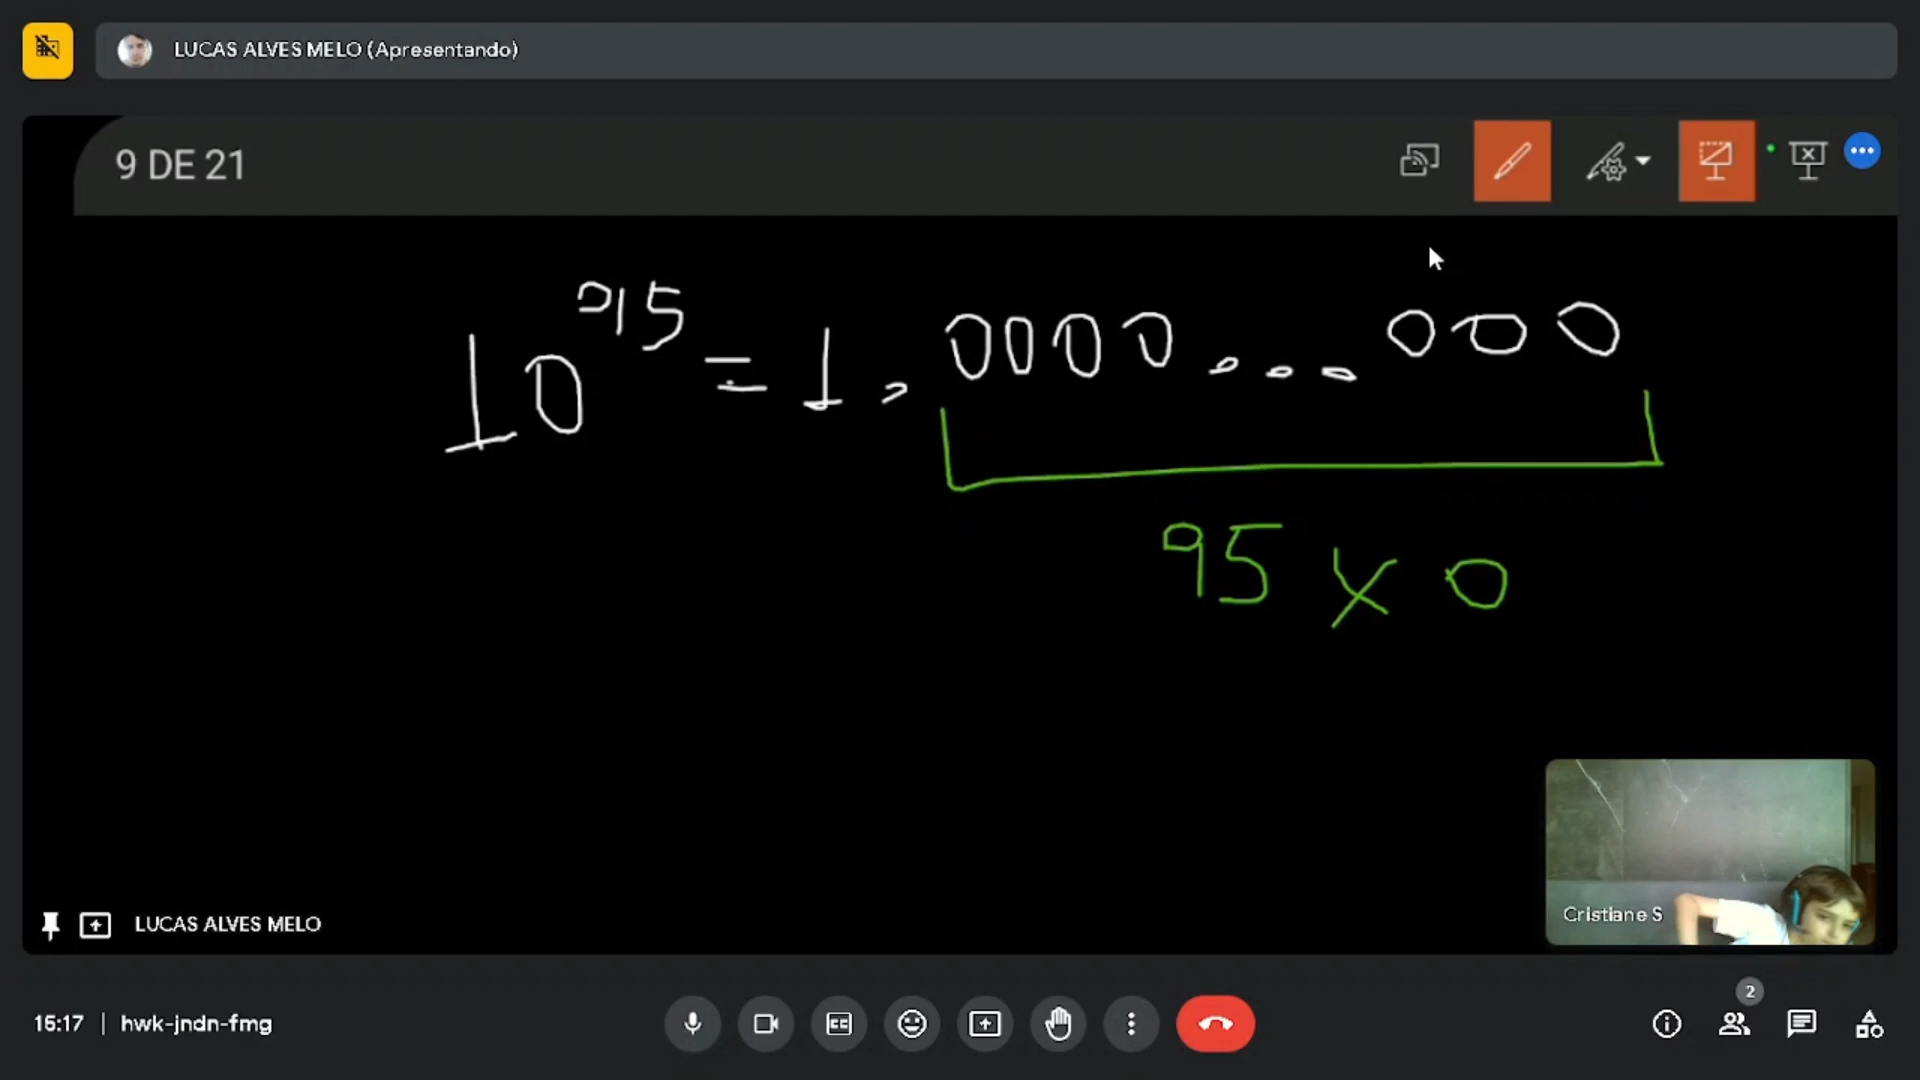 LUCAS ALVES MELO (Apresentando)
9 DE 21
10^95 = 1.0000...000
95 x 0
Cristiane S
LUCAS ALVES MELO
2
15:17 | hwk-jndn-fmg